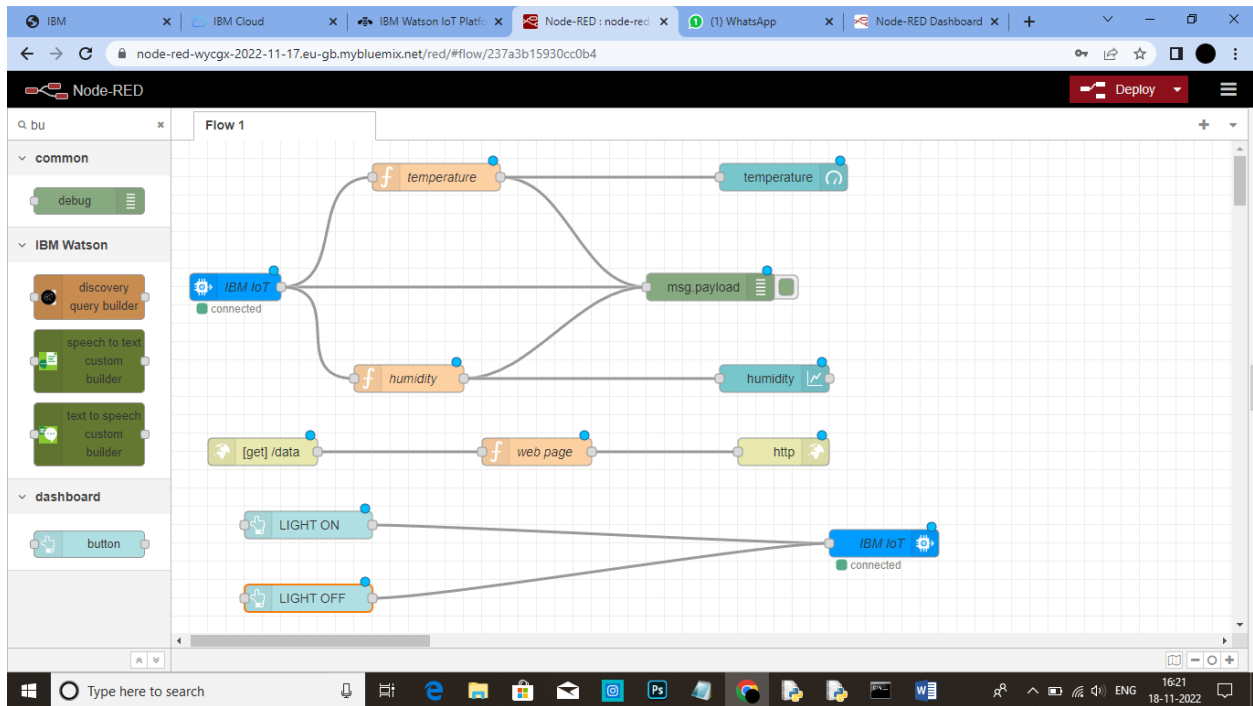 IBM
IBM Cloud
IBM Watson IoT Platfo
Node-RED : node-red
(1) WhatsApp
Node-RED Dashboard
node-red-wycgx-2022-11-17.eu-gb.mybluemix.net/red/#flow/237a3b15930cc0b4
Node-RED
Deploy
bu
Flow 1
common
debug
IBM Watson
discovery
query builder
speech to text
custom
builder
text to speech
custom
builder
dashboard
button
temperature
temperature
IBM IoT
connected
msg.payload
humidity
humidity
[get] /data
web page
http
LIGHT ON
IBM IoT
connected
LIGHT OFF
Type here to search
Ps
ENG
16:21
18-11-2022